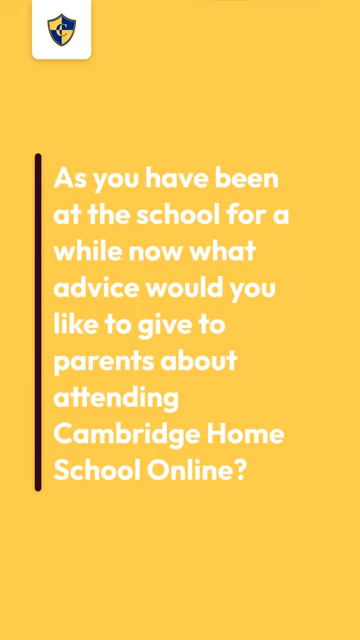 As you have been
at the school for a
while now what
advice would you
like to give to
parents about
attending
Cambridge Home
School Online?